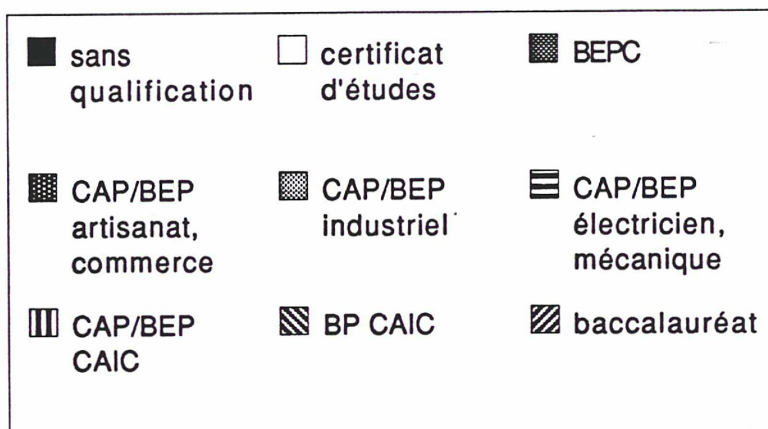 sans
qualification
certificat
d'études
BEPC
CAP/BEP
artisanat,
commerce
CAP/BEP
industriel
CAP/BEP
électricien,
mécanique
CAP/BEP
CAIC
BP CAIC
baccalauréat